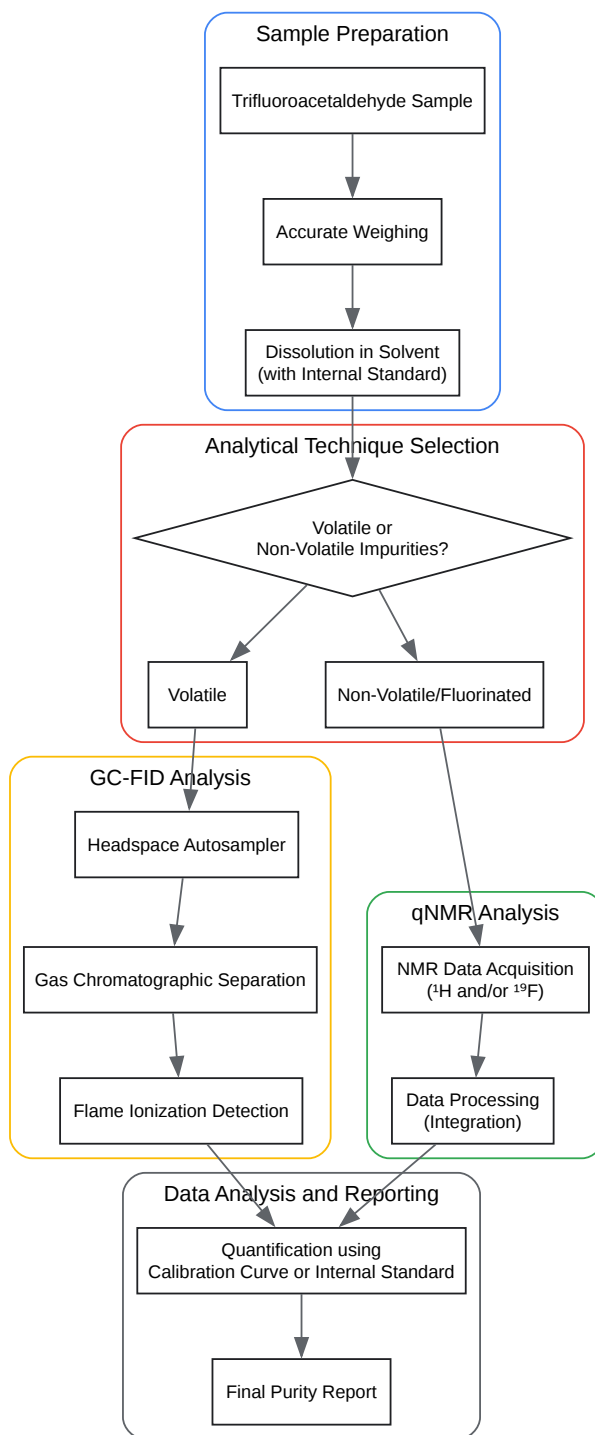 Sample Preparation
Trifluoroacetaldehyde Sample
Accurate Weighing
Dissolution in Solvent
(with Internal Standard)
Analytical Technique Selection
Volatile or
Non-Volatile Impurities?
Volatile
Non-Volatile/Fluorinated
GC-FID Analysis
Headspace Autosampler
Gas Chromatographic Separation
Flame Ionization Detection
qNMR Analysis
NMR Data Acquisition
(¹H and/or ¹⁹F)
Data Processing
(Integration)
Data Analysis and Reporting
Quantification using
Calibration Curve or Internal Standard
Final Purity Report